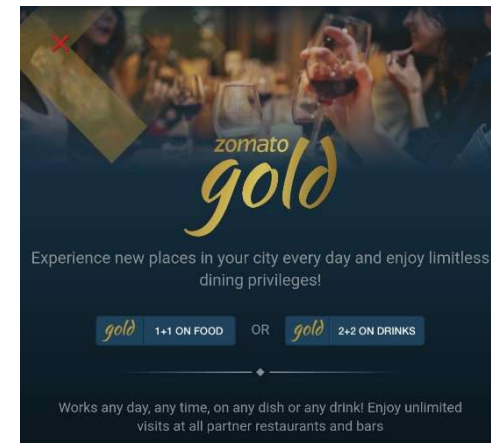 zomato
gold
Experience new places in your city every day and enjoy limitless
dining privileges!
gold 1+1 ON FOOD OR gold 2+2 ON DRINKS
Works any day, any time, on any dish or any drink! Enjoy unlimited
visits at all partner restaurants and bars